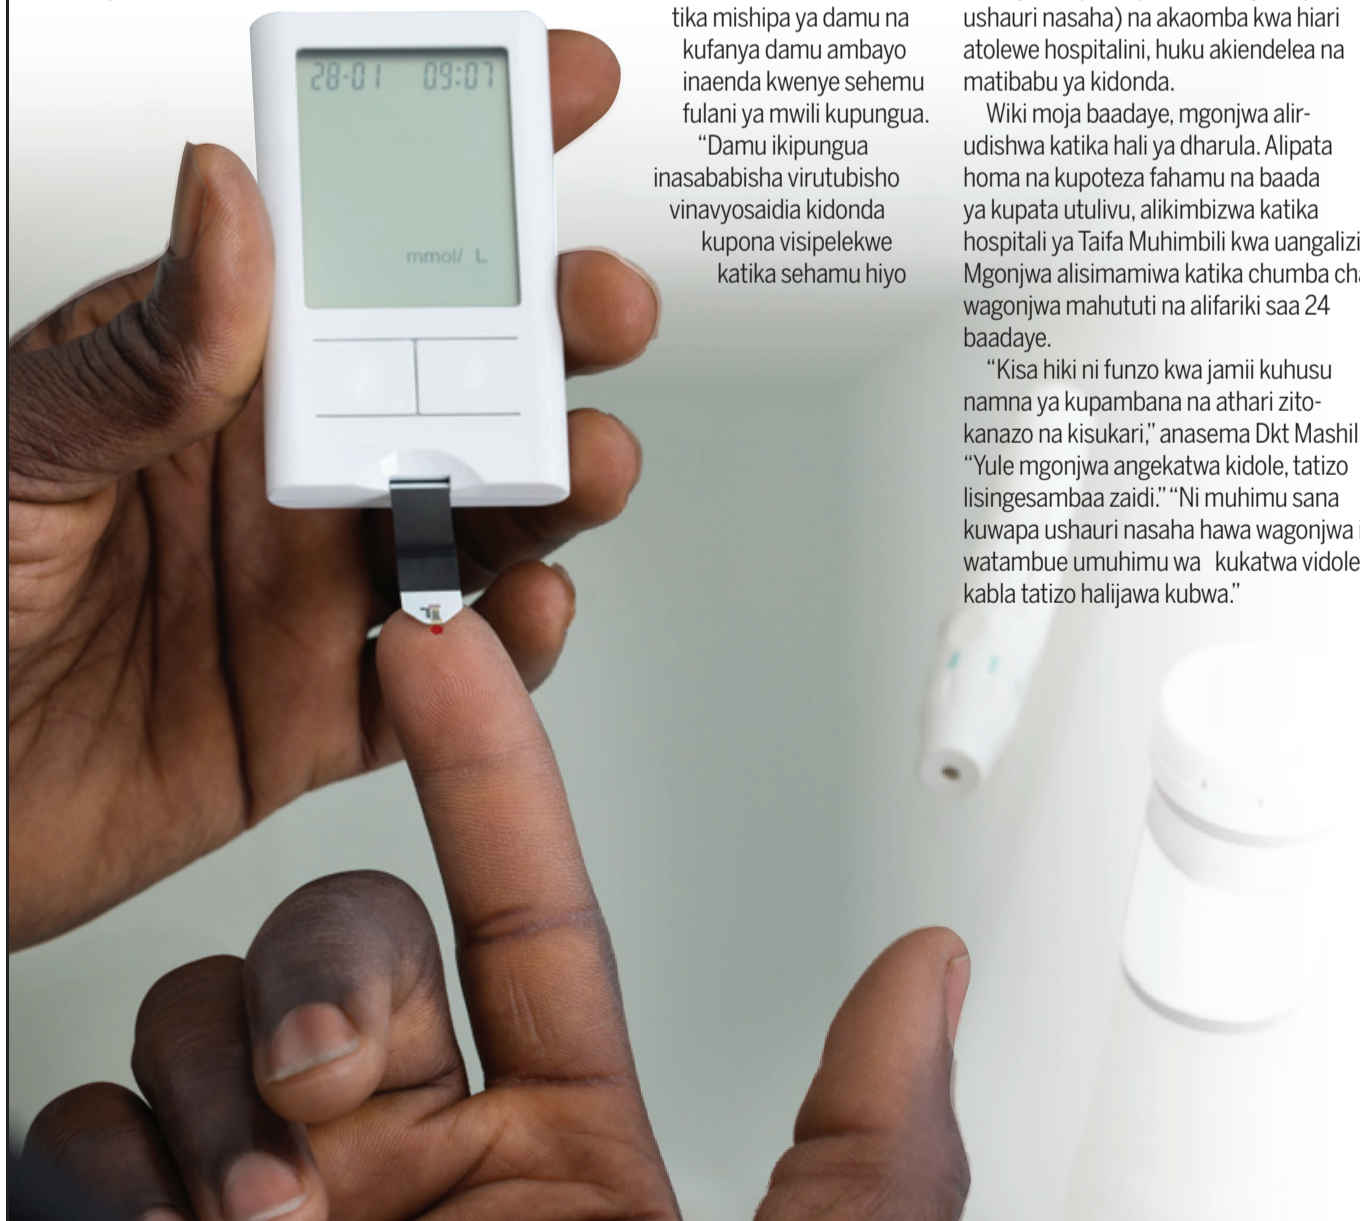 28-01 09:07
mmol/ L
tika mishipa ya damu na
kufanya damu ambayo
inaenda kwenye sehemu
fulani ya mwili kupungua.
“Damu ikipungua
inasababisha virutubisho
vinavyosaidia kidonda
kupona visipelekwe
katika sehamu hiyo
ushauri nasaha) na akaomba kwa hiari
atolewe hospitalini, huku akiendelea na
matibabu ya kidonda.
Wiki moja baadaye, mgonjwa alir-
udishwa katika hali ya dharula. Alipata
homa na kupoteza fahamu na baada
ya kupata utulivu, alikimbizwa katika
hospitali ya Taifa Muhimbili kwa uangalizi
Mgonjwa alisimamiwa katika chumba cha
wagonjwa mahututi na alifariki saa 24
baadaye.
“Kisa hiki ni funzo kwa jamii kuhusu
namna ya kupambana na athari zito-
kanazo na kisukari,” anasema Dkt Mashil
“Yule mgonjwa angekatwa kidole, tatizo
lisingesambaa zaidi.” “Ni muhimu sana
kuwapa ushauri nasaha hawa wagonjwa
watambue umuhimu wa kukatwa vidole
kabla tatizo halijawa kubwa.”